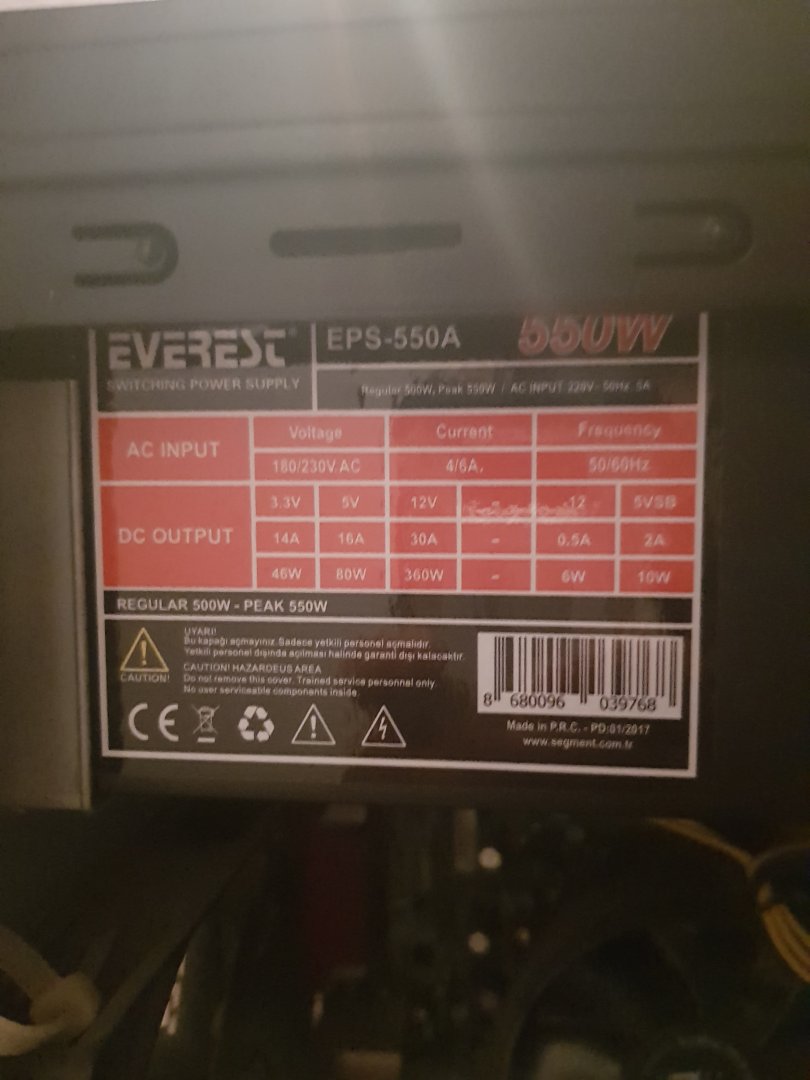 EVEREST
SWITCHING POWER SUPPLY
EPS-550A
550W
Regular 500W, Peak 550W / AC INPUT 220V- 50Hz 5A
AC INPUT Voltage Current Frequency
180/230V AC 4/6A, 50/60Hz
DC OUTPUT 3.3V 5V 12V -12 5VSB
14A 16A 30A - 0.5A 2A
46W 80W 360W - 6W 10W
REGULAR 500W - PEAK 550W
UYARI!
Bu kapağı açmayınız.Sadece yetkili personel açmalıdır.
Yetkili personel dışında açılması halinde garanti dışı kalacaktır.
CAUTION! HAZARDEUS AREA
Do not remove this cover. Trained service personnel only.
No user serviceable components inside.
CAUTION!
CE
8 680096 039768
Made in P.R.C. - PD:01/2017
www.segment.com.tr